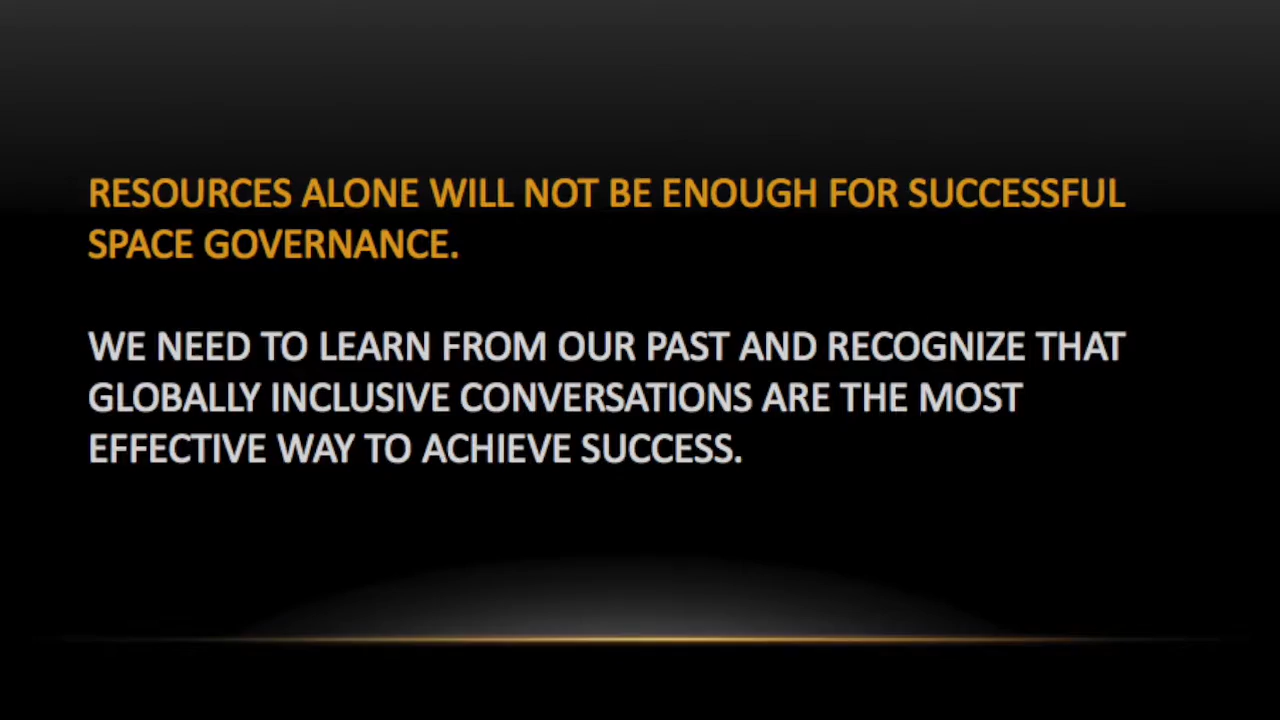 RESOURCES ALONE WILL NOT BE ENOUGH FOR SUCCESSFUL
SPACE GOVERNANCE.
WE NEED TO LEARN FROM OUR PAST AND RECOGNIZE THAT
GLOBALLY INCLUSIVE CONVERSATIONS ARE THE MOST
EFFECTIVE WAY TO ACHIEVE SUCCESS.